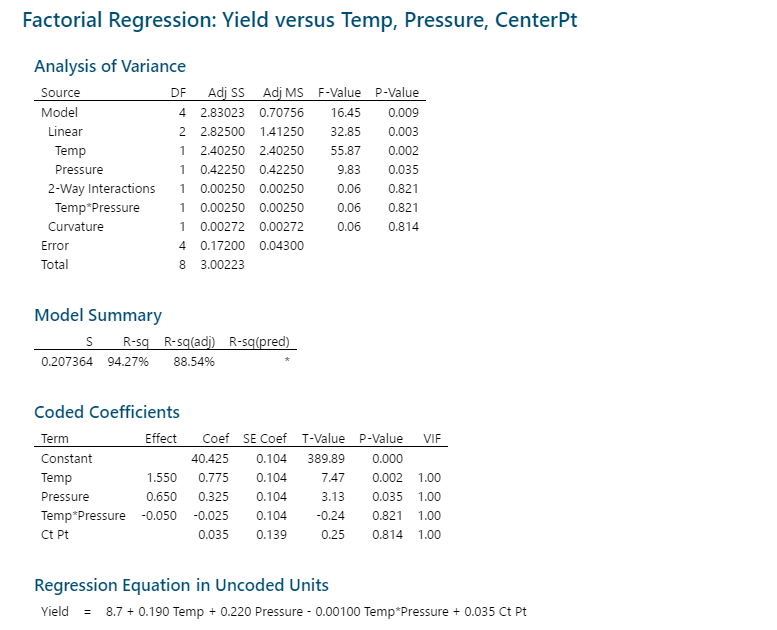 Factorial Regression: Yield versus Temp, Pressure, CenterPt
Analysis of Variance
Source DF Adj SS Adj MS F-Value P-Value
Model 4 2.83023 0.70756 16.45 0.009
Linear 2 2.82500 1.41250 32.85 0.003
Temp 1 2.40250 2.40250 55.87 0.002
Pressure 1 0.42250 0.42250 9.83 0.035
2-Way Interactions 1 0.00250 0.00250 0.06 0.821
Temp*Pressure 1 0.00250 0.00250 0.06 0.821
Curvature 1 0.00272 0.00272 0.06 0.814
Error 4 0.17200 0.04300
Total 8 3.00223
Model Summary
S R-sq R-sq(adj) R-sq(pred)
0.207364 94.27% 88.54% *
Coded Coefficients
Term Effect Coef SE Coef T-Value P-Value VIF
Constant 40.425 0.104 389.89 0.000
Temp 1.550 0.775 0.104 7.47 0.002 1.00
Pressure 0.650 0.325 0.104 3.13 0.035 1.00
Temp*Pressure -0.050 -0.025 0.104 -0.24 0.821 1.00
Ct Pt 0.035 0.139 0.25 0.814 1.00
Regression Equation in Uncoded Units
Yield = 8.7 + 0.190 Temp + 0.220 Pressure - 0.00100 Temp*Pressure + 0.035 Ct Pt